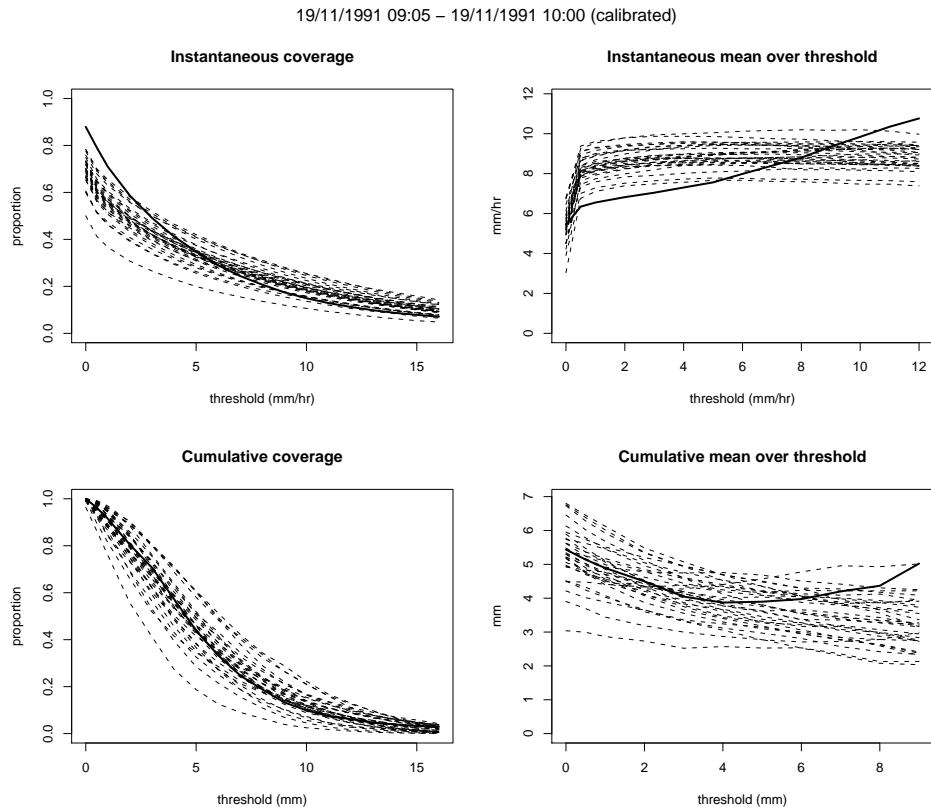 19/11/1991 09:05 − 19/11/1991 10:00 (calibrated)
Instantaneous coverage
proportion
1.0
0.8
0.6
0.4
0.2
0.0
0 5 10 15
threshold (mm/hr)
Instantaneous mean over threshold
mm/hr
12
10
8
6
4
2
0
0 2 4 6 8 10 12
threshold (mm/hr)
Cumulative coverage
proportion
1.0
0.8
0.6
0.4
0.2
0.0
0 5 10 15
threshold (mm)
Cumulative mean over threshold
mm
7
6
5
4
3
2
1
0
0 2 4 6 8
threshold (mm)